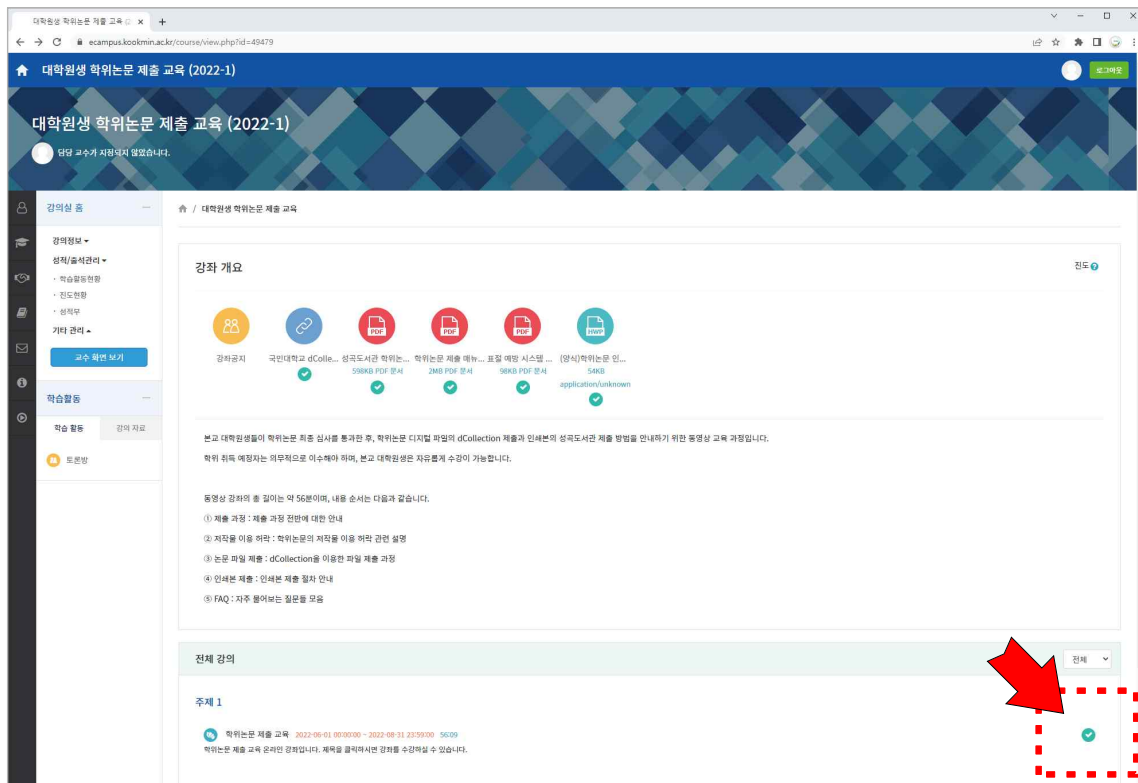 대학원생 학위논문 제출 교육
ecampus.kookmin.ac.kr/course/view.php?id=49479
대학원생 학위논문 제출 교육 (2022-1)
로그아웃
대학원생 학위논문 제출 교육 (2022-1)
담당 교수가 지정되지 않았습니다.
강의실 홈
/ 대학원생 학위논문 제출 교육
강의정보
성적/출석관리
· 학습활동현황
· 진도현황
· 성적부
기타 관리
교수 화면 보기
학습활동
학습 활동 강의 자료
토론방
강좌 개요
진도
PDF PDF PDF HWP
강좌공지 국민대학교 dColle... 성곡도서관 학위논... 학위논문 제출 매뉴... 표절 예방 시스템 ... (양식)학위논문 인...
598KB PDF 문서 2MB PDF 문서 98KB PDF 문서 54KB
application/unknown
본교 대학원생들이 학위논문 최종 심사를 통과한 후, 학위논문 디지털 파일의 dCollection 제출과 인쇄본의 성곡도서관 제출 방법을 안내하기 위한 동영상 교육 과정입니다.
학위 취득 예정자는 의무적으로 이수해야 하며, 본교 대학원생은 자유롭게 수강이 가능합니다.
동영상 강좌의 총 길이는 약 56분이며, 내용 순서는 다음과 같습니다.
① 제출 과정 : 제출 과정 전반에 대한 안내
② 저작물 이용 허락 : 학위논문의 저작물 이용 허락 관련 설명
③ 논문 파일 제출 : dCollection을 이용한 파일 제출 과정
④ 인쇄본 제출 : 인쇄본 제출 절차 안내
⑤ FAQ : 자주 물어보는 질문들 모음
전체 강의
전체
주제 1
학위논문 제출 교육 2022-06-01 00:00:00 ~ 2022-08-31 23:59:00 56:09
학위논문 제출 교육 온라인 강좌입니다. 제목을 클릭하시면 강좌를 수강하실 수 있습니다.